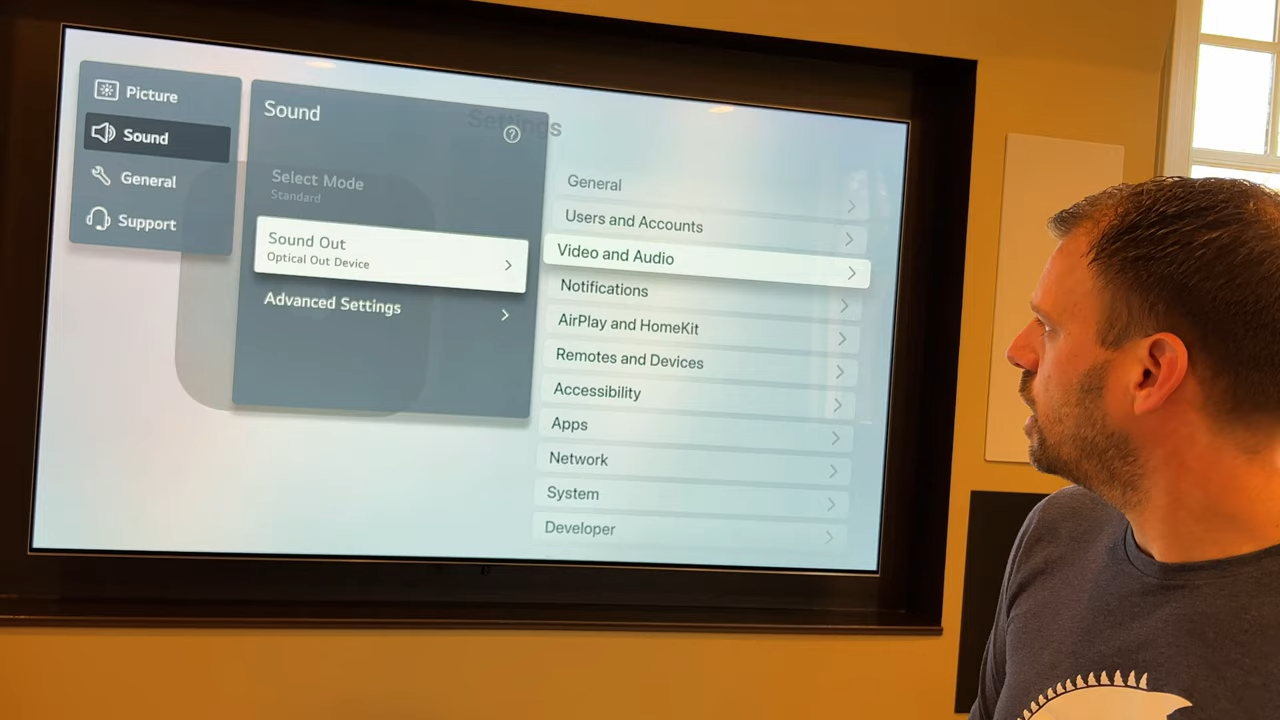 Picture
Sound
General
Support
Sound
Select Mode
Standard
Sound Out
Optical Out Device
Advanced Settings
Settings
General
Users and Accounts
Video and Audio
Notifications
AirPlay and HomeKit
Remotes and Devices
Accessibility
Apps
Network
System
Developer